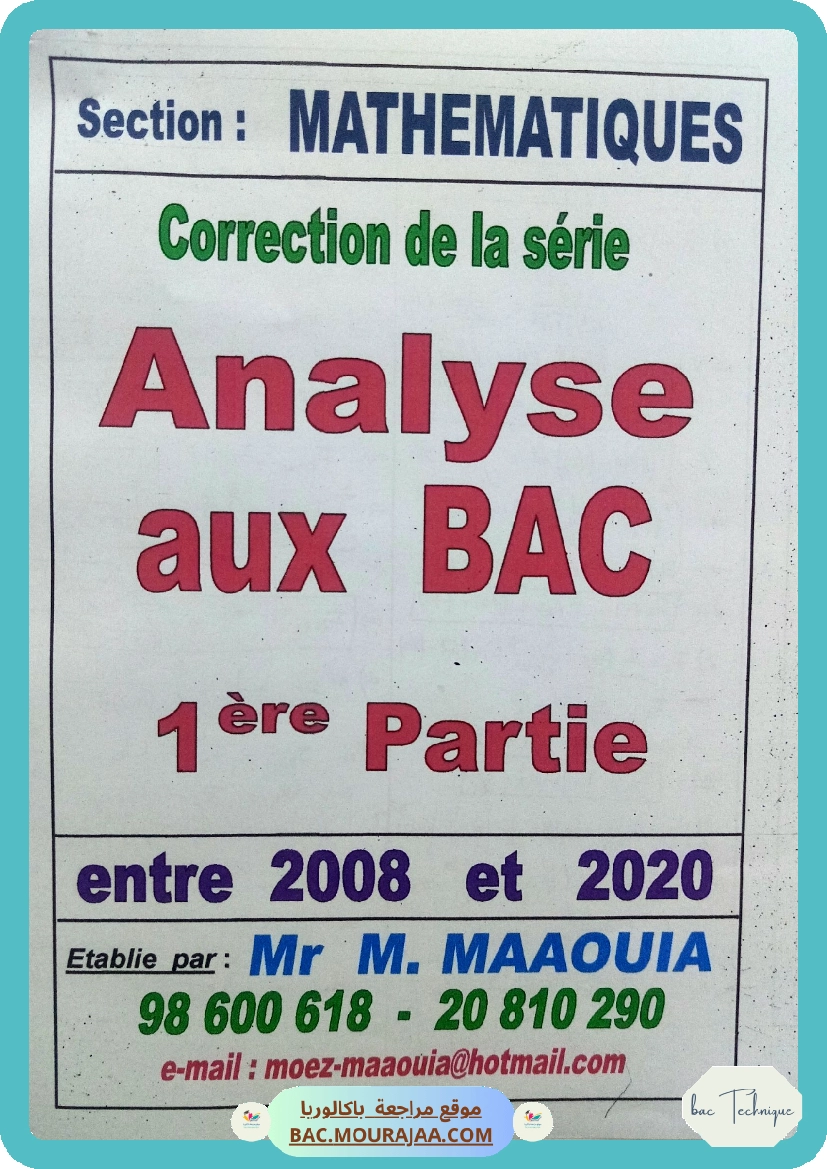 Section : MATHEMATIQUES
Correction de la série
Analyse
aux BAC
1ère Partie
entre 2008 et 2020
Etablie par : Mr M. MAAOUIA
98 600 618 - 20 810 290
e-mail : moez-maaouia@hotmail.com
موقع مراجعة باكالوريا
BAC.MOURAJAA.COM
bac Technique